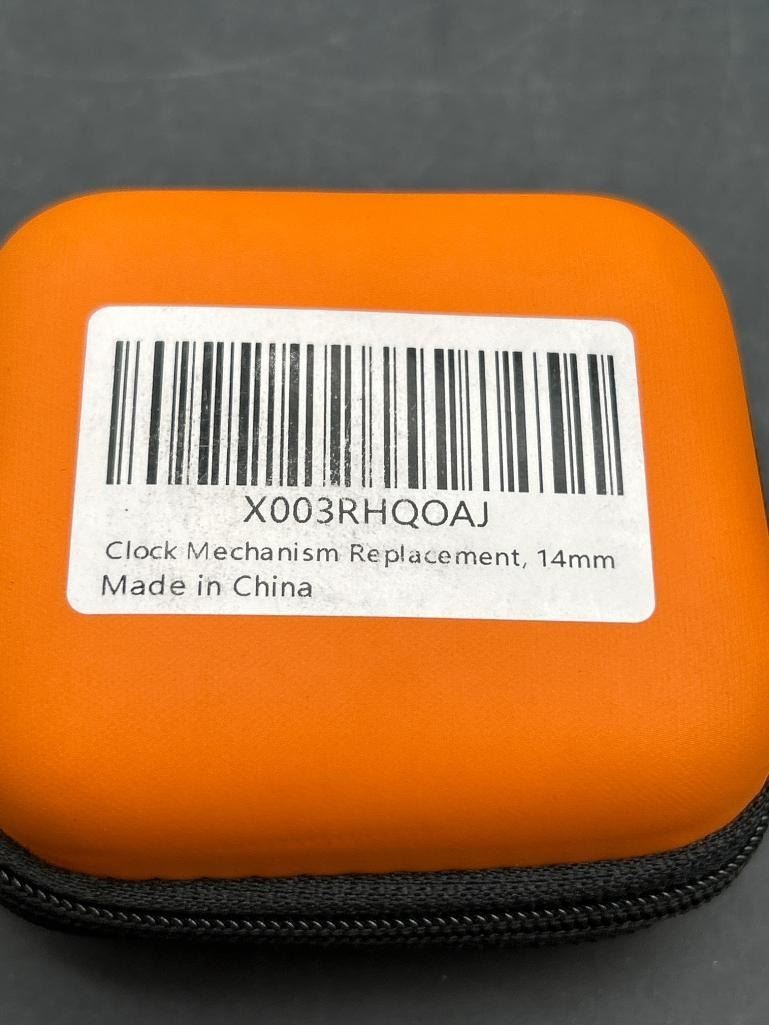 X003RHQOAJ
Clock Mechanism Replacement, 14mm
Made in China